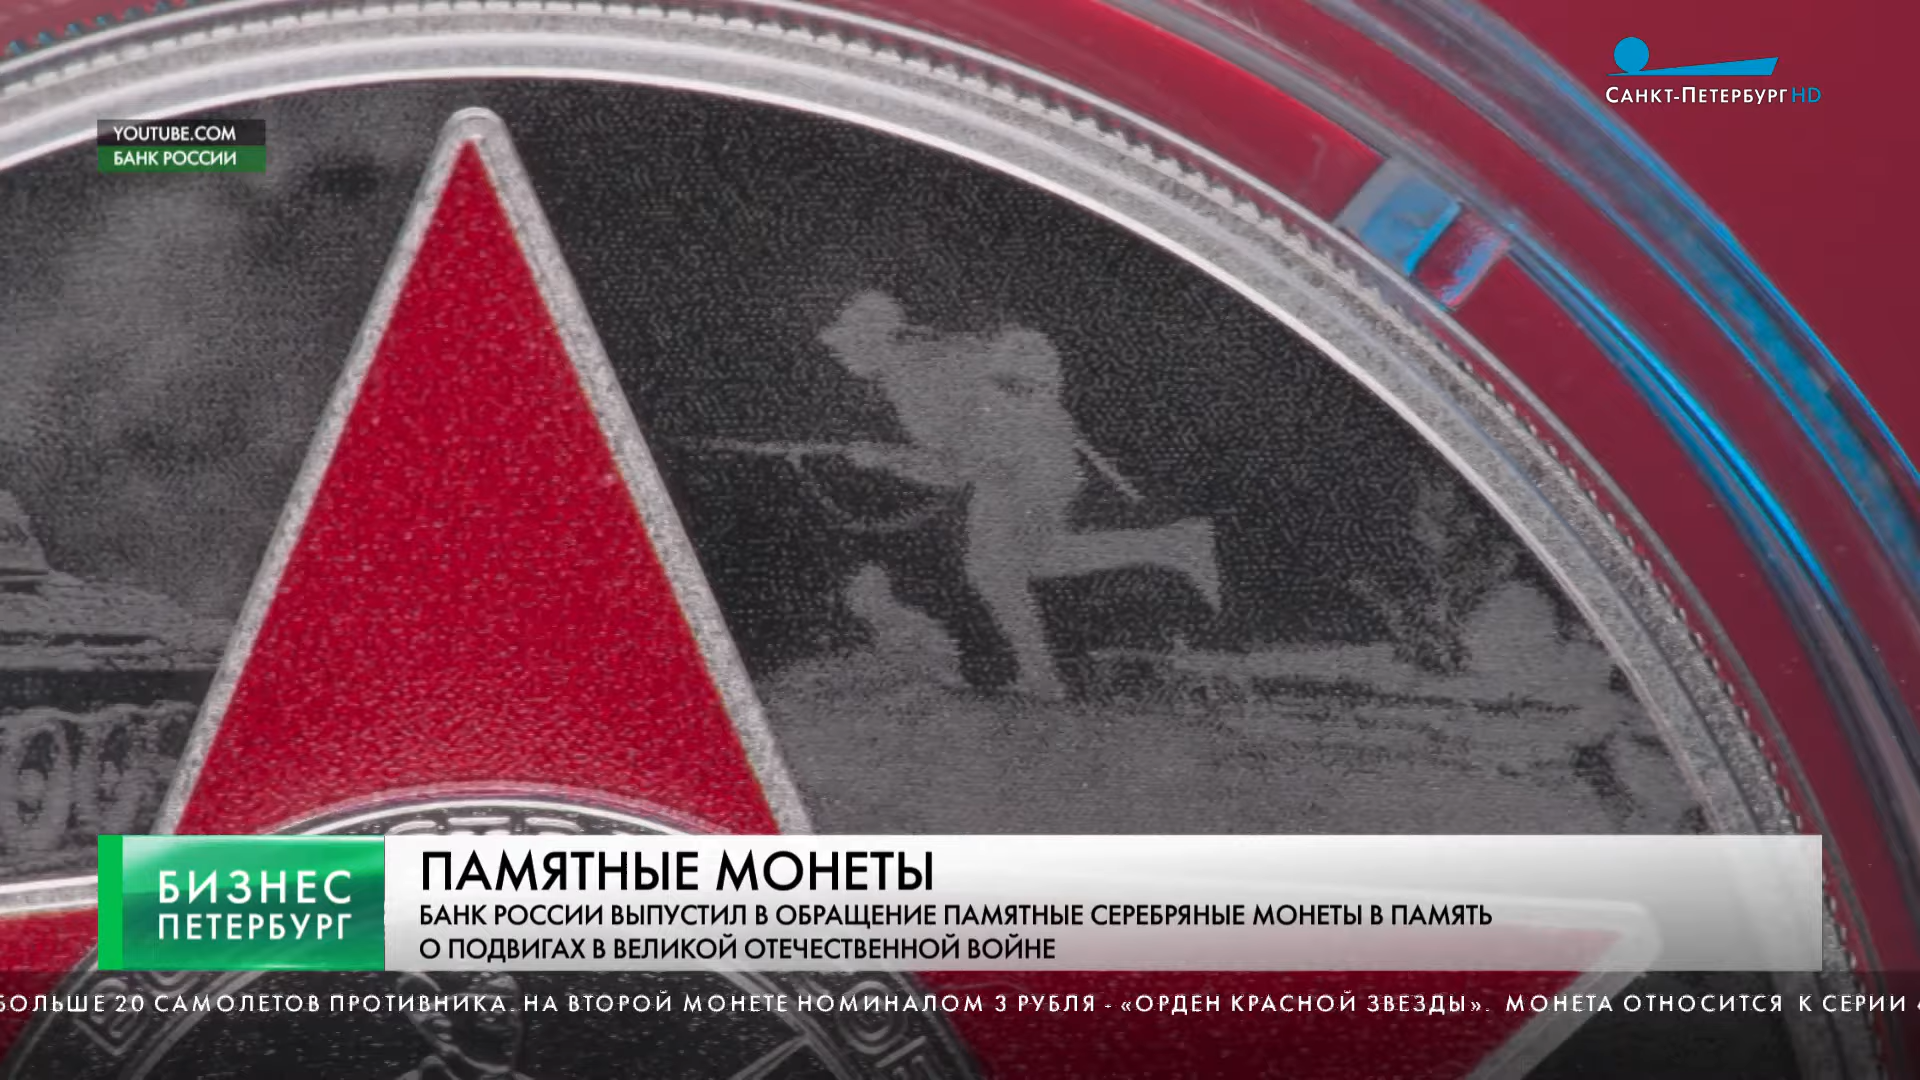 YOUTUBE.COM
БАНК РОССИИ
САНКТ-ПЕТЕРБУРГ HD
БИЗНЕС
ПЕТЕРБУРГ
ПАМЯТНЫЕ МОНЕТЫ
БАНК РОССИИ ВЫПУСТИЛ В ОБРАЩЕНИЕ ПАМЯТНЫЕ СЕРЕБРЯНЫЕ МОНЕТЫ В ПАМЯТЬ
О ПОДВИГАХ В ВЕЛИКОЙ ОТЕЧЕСТВЕННОЙ ВОЙНЕ
БОЛЬШЕ 20 САМОЛЕТОВ ПРОТИВНИКА. НА ВТОРОЙ МОНЕТЕ НОМИНАЛОМ 3 РУБЛЯ - «ОРДЕН КРАСНОЙ ЗВЕЗДЫ». МОНЕТА ОТНОСИТСЯ К СЕРИИ «